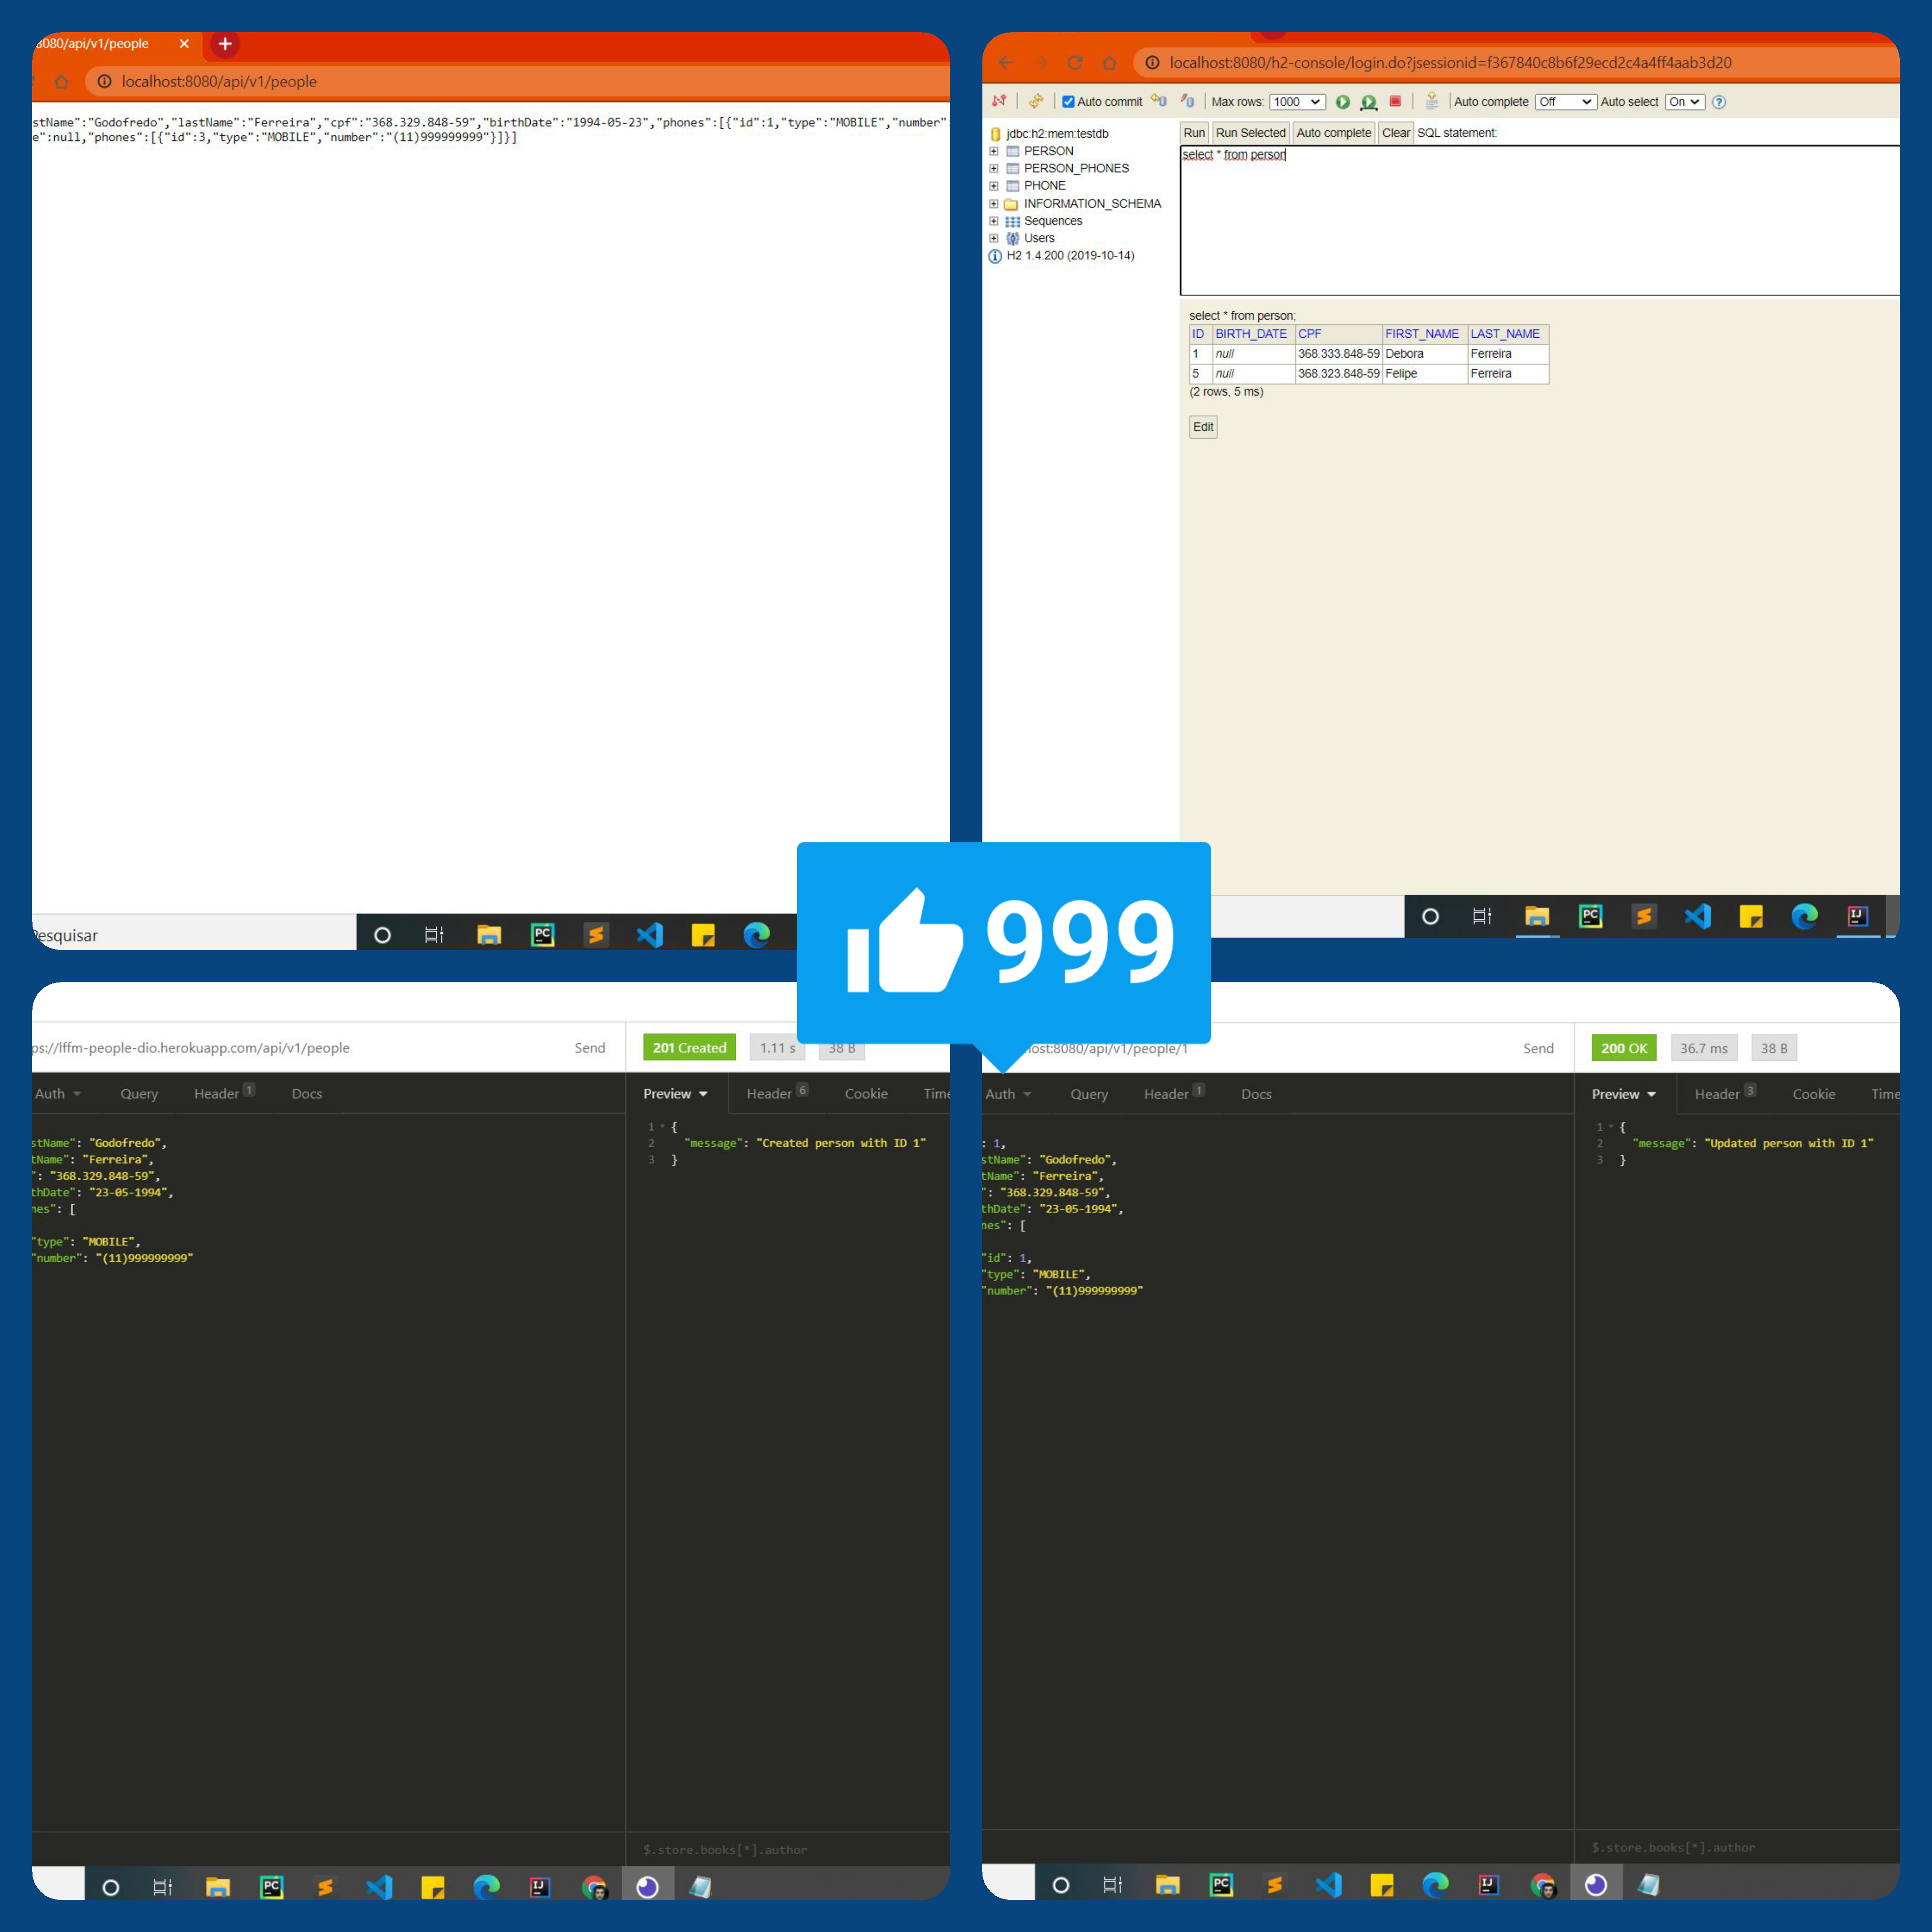 8080/api/v1/people
localhost:8080/api/v1/people
stName":"Godofredo","lastName":"Ferreira","cpf":"368.329.848-59","birthDate":"1994-05-23","phones":[{"id":1,"type":"MOBILE","number"
e":null,"phones":[{"id":3,"type":"MOBILE","number":"(11)999999999"}]}]
Pesquisar
PC
localhost:8080/h2-console/login.do?jsessionid=f367840c8b6f29ecd2c4a4ff4aab3d20
Auto commit Max rows: 1000 Auto complete Off Auto select On
jdbc:h2:mem:testdb
PERSON
PERSON_PHONES
PHONE
INFORMATION_SCHEMA
Sequences
Users
H2 1.4.200 (2019-10-14)
Run Run Selected Auto complete Clear SQL statement:
select * from person
select * from person;
ID BIRTH_DATE CPF FIRST_NAME LAST_NAME
1 null 368.333.848-59 Debora Ferreira
5 null 368.323.848-59 Felipe Ferreira
(2 rows, 5 ms)
Edit
PC IJ
999
ps://lffm-people-dio.herokuapp.com/api/v1/people Send 201 Created 1.11 s 38 B
Auth Query Header 1 Docs Preview Header 6 Cookie Time
stName": "Godofredo",
tName": "Ferreira",
": "368.329.848-59",
thDate": "23-05-1994",
nes": [
"type": "MOBILE",
"number": "(11)999999999"
1 {
2 "message": "Created person with ID 1"
3 }
$.store.books[*].author
PC IJ
ost:8080/api/v1/people/1 Send 200 OK 36.7 ms 38 B
Auth Query Header 1 Docs Preview Header 3 Cookie Time
: 1,
stName": "Godofredo",
tName": "Ferreira",
": "368.329.848-59",
thDate": "23-05-1994",
nes": [
"id": 1,
"type": "MOBILE",
"number": "(11)999999999"
1 {
2 "message": "Updated person with ID 1"
3 }
$.store.books[*].author
PC IJ